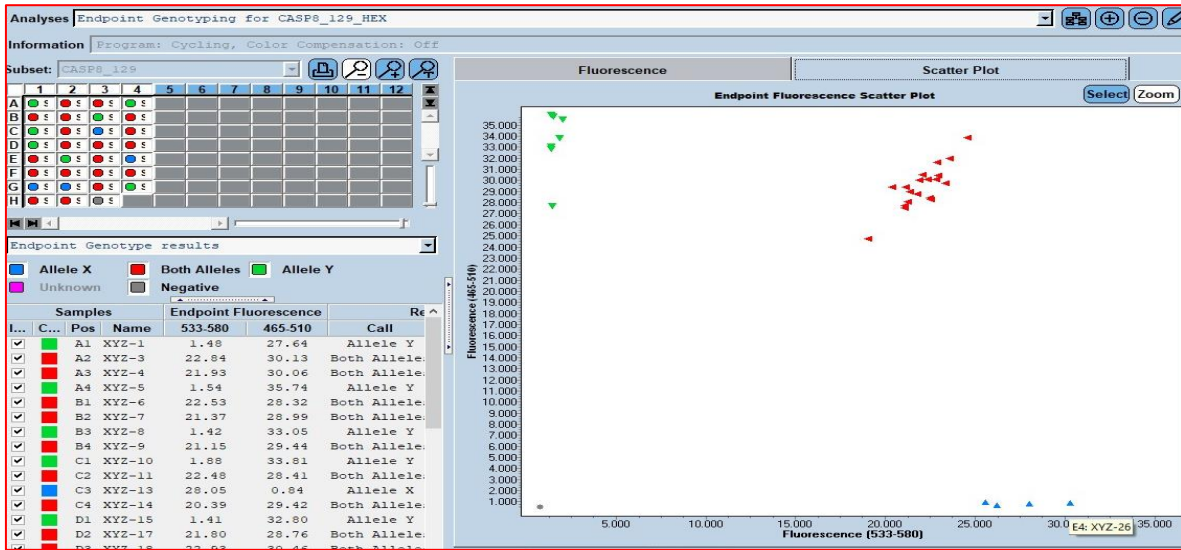 Analyses Endpoint Genotyping for CASP8_129_HEX
Information Program: Cycling, Color Compensation: Off
Subset: CASP8_129
1 2 3 4 5 6 7 8 9 10 11 12
A S S S S
B S S S S
C S S S S
D S S S S
E S S S S
F S S S S
G S S S S
H S S S
Endpoint Genotype results
Allele X Both Alleles Allele Y
Unknown Negative
Samples Endpoint Fluorescence Re
I... C... Pos Name 533-580 465-510 Call
A1 XYZ-1 1.48 27.64 Allele Y
A2 XYZ-3 22.84 30.13 Both Allele
A3 XYZ-4 21.93 30.06 Both Allele
A4 XYZ-5 1.54 35.74 Allele Y
B1 XYZ-6 22.53 28.32 Both Allele
B2 XYZ-7 21.37 28.99 Both Allele
B3 XYZ-8 1.42 33.05 Allele Y
B4 XYZ-9 21.15 29.44 Both Allele
C1 XYZ-10 1.88 33.81 Allele Y
C2 XYZ-11 22.48 28.41 Both Allele
C3 XYZ-13 28.05 0.84 Allele X
C4 XYZ-14 20.39 29.42 Both Allele
D1 XYZ-15 1.41 32.80 Allele Y
D2 XYZ-17 21.80 28.76 Both Allele
D3 XYZ-18 22.93 30.46 Both Allele
Fluorescence Scatter Plot
Endpoint Fluorescence Scatter Plot Select Zoom
35.000
34.000
33.000
32.000
31.000
30.000
29.000
28.000
27.000
26.000
25.000
24.000
23.000
22.000
21.000
20.000
19.000
18.000
17.000
16.000
15.000
14.000
13.000
12.000
11.000
10.000
9.000
8.000
7.000
6.000
5.000
4.000
3.000
2.000
1.000
Fluorescence (465-510)
5.000 10.000 15.000 20.000 25.000 30.0 35.000
E4: XYZ-26
Fluorescence (533-580)